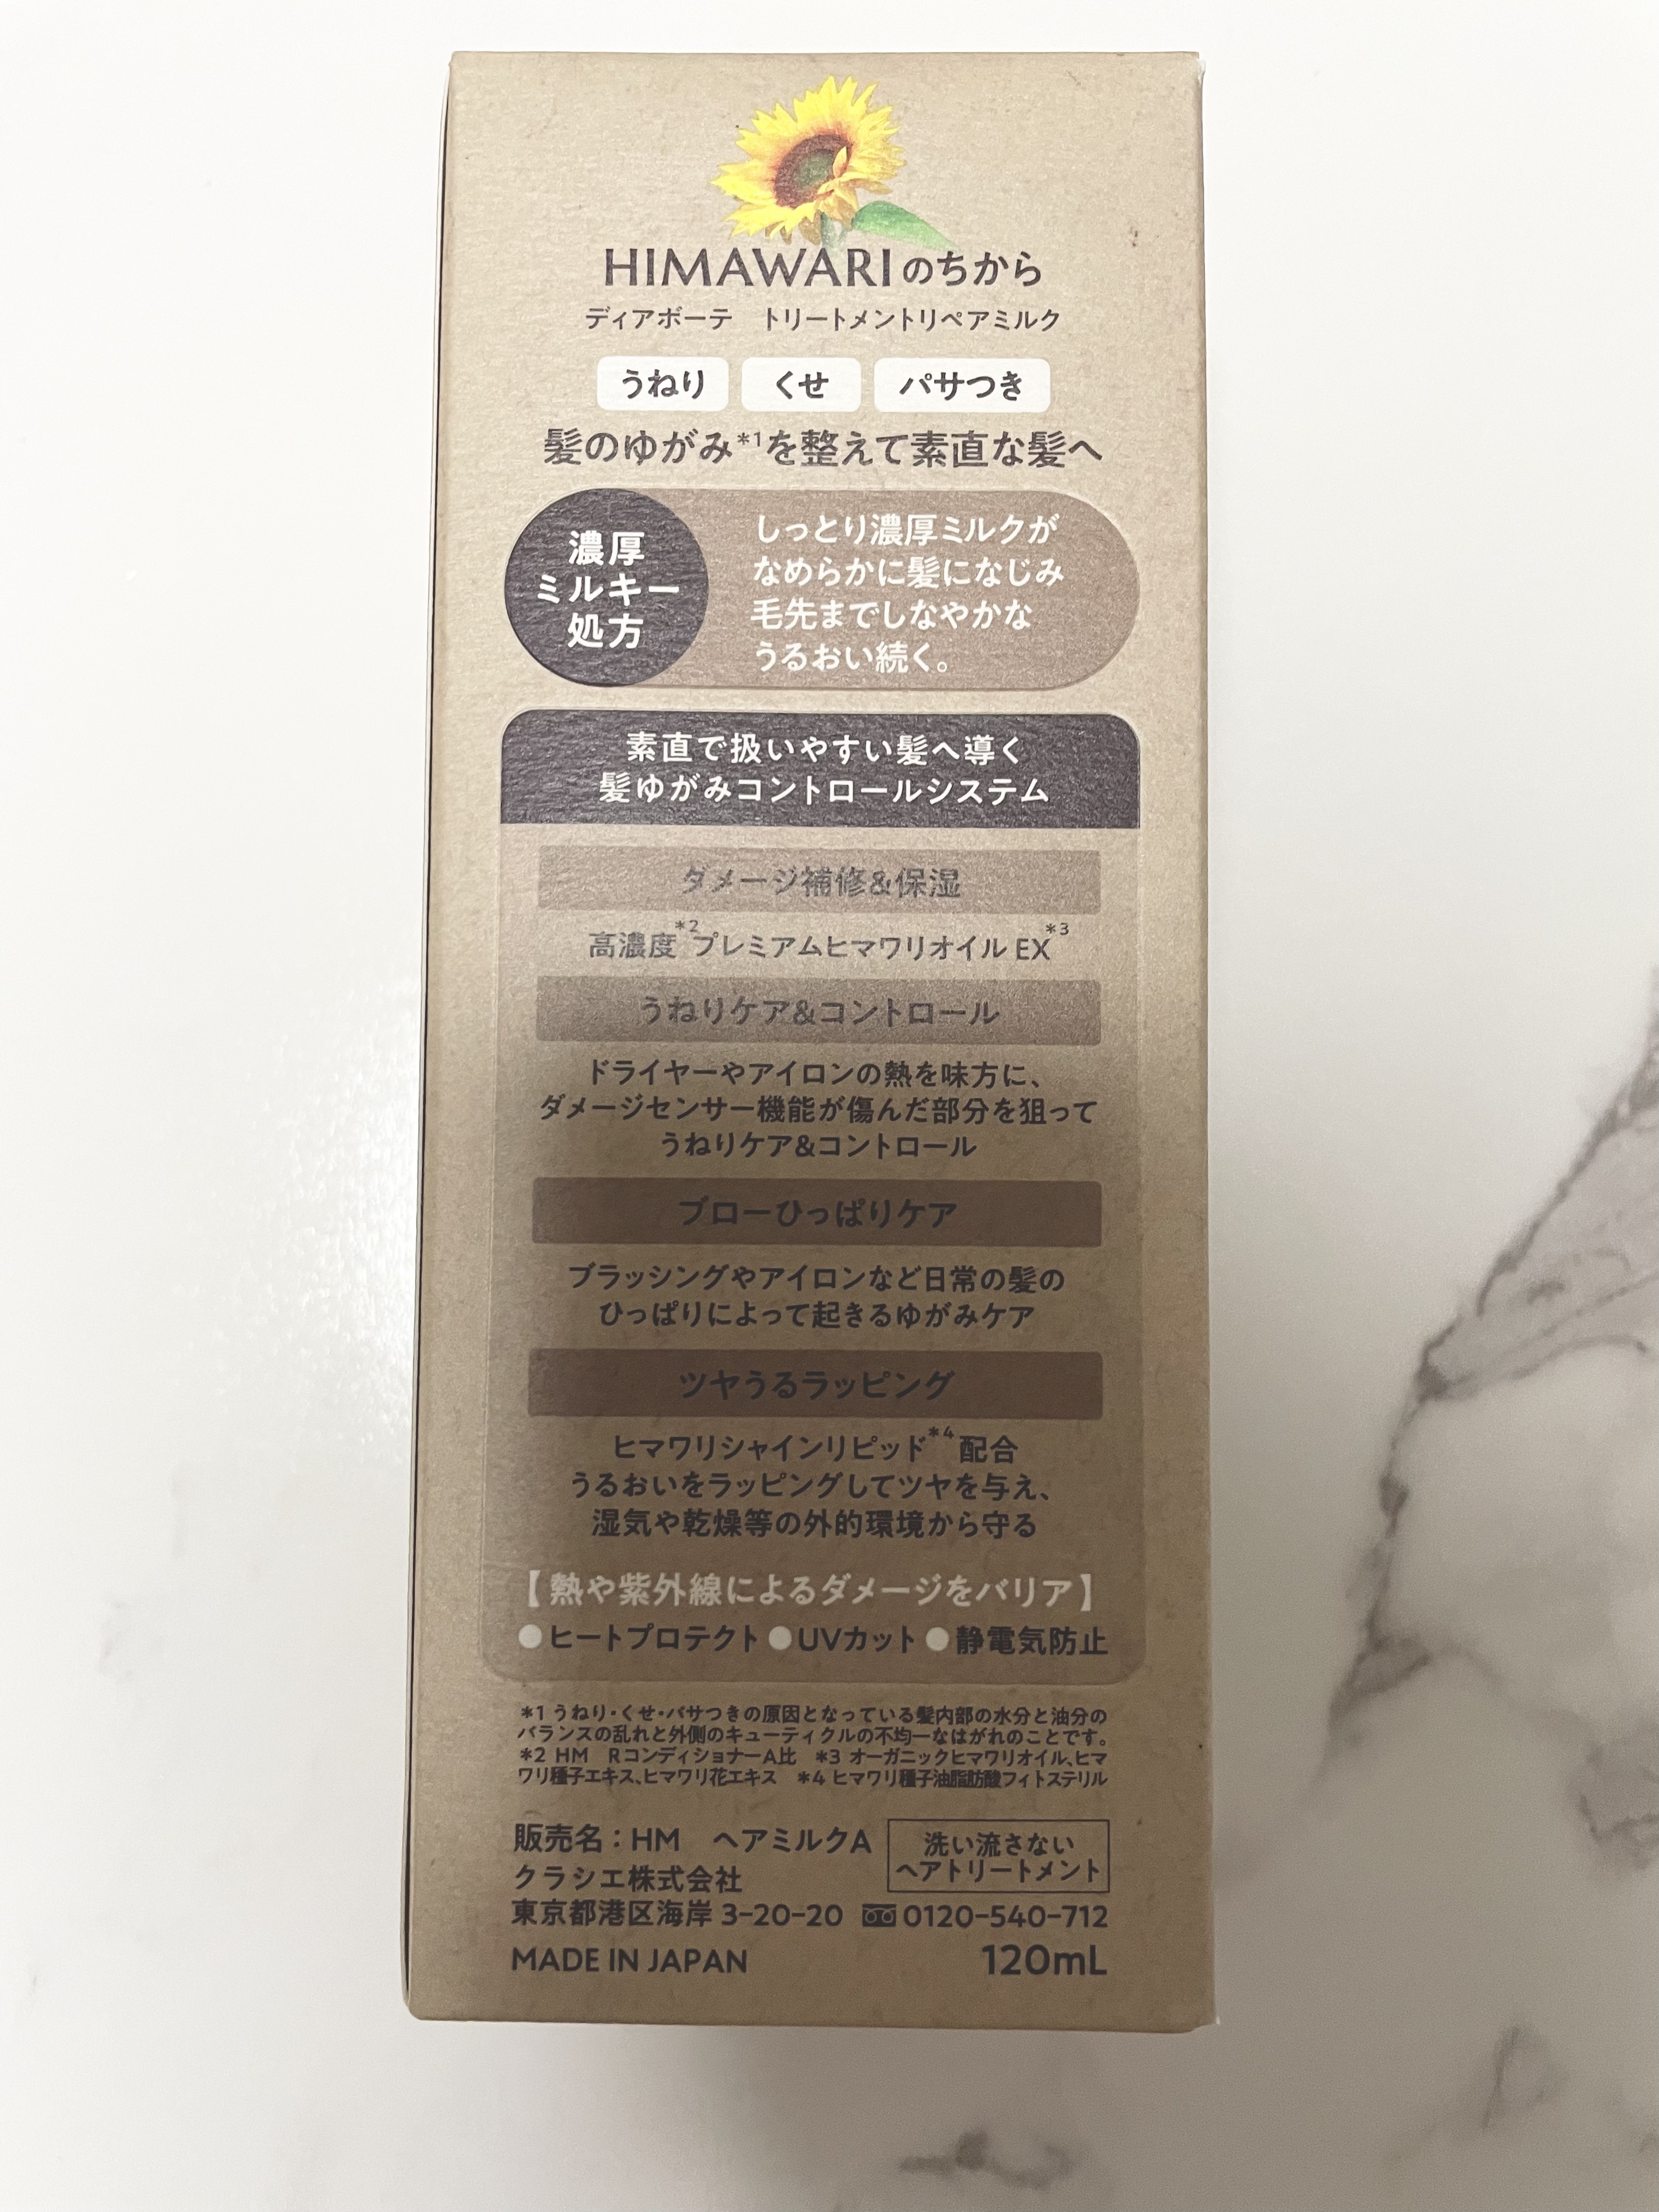 HIMAWARIのちから
ディアボーテ　トリートメントリペアミルク
うねり くせ パサつき
髪のゆがみ*1を整えて素直な髪へ
濃厚
ミルキー
処方
しっとり濃厚ミルクが
なめらかに髪になじみ
毛先までしなやかな
うるおい続く。
素直で扱いやすい髪へ導く
髪ゆがみコントロールシステム
ダメージ補修&保湿
高濃度*2プレミアムヒマワリオイル EX*3
うねりケア&コントロール
ドライヤーやアイロンの熱を味方に、
ダメージセンサー機能が傷んだ部分を狙って
うねりケア&コントロール
ブローひっぱりケア
ブラッシングやアイロンなど日常の髪の
ひっぱりによって起きるゆがみケア
ツヤうるラッピング
ヒマワリシャインリピッド*4配合
うるおいをラッピングしてツヤを与え、
湿気や乾燥等の外的環境から守る
【熱や紫外線によるダメージをバリア】
●ヒートプロテクト ●UVカット ●静電気防止
*1 うねり・くせ・パサつきの原因となっている髪内部の水分と油分の
バランスの乱れと外側のキューティクルの不均一なはがれのことです。
*2 HM　RコンディショナーA比　*3 オーガニックヒマワリオイル、ヒマ
ワリ種子エキス、ヒマワリ花エキス　*4 ヒマワリ種子油脂肪酸フィトステリル
販売名：HM　ヘアミルクA
洗い流さない
ヘアトリートメント
クラシエ株式会社
東京都港区海岸 3-20-20 0120-540-712
MADE IN JAPAN 120mL